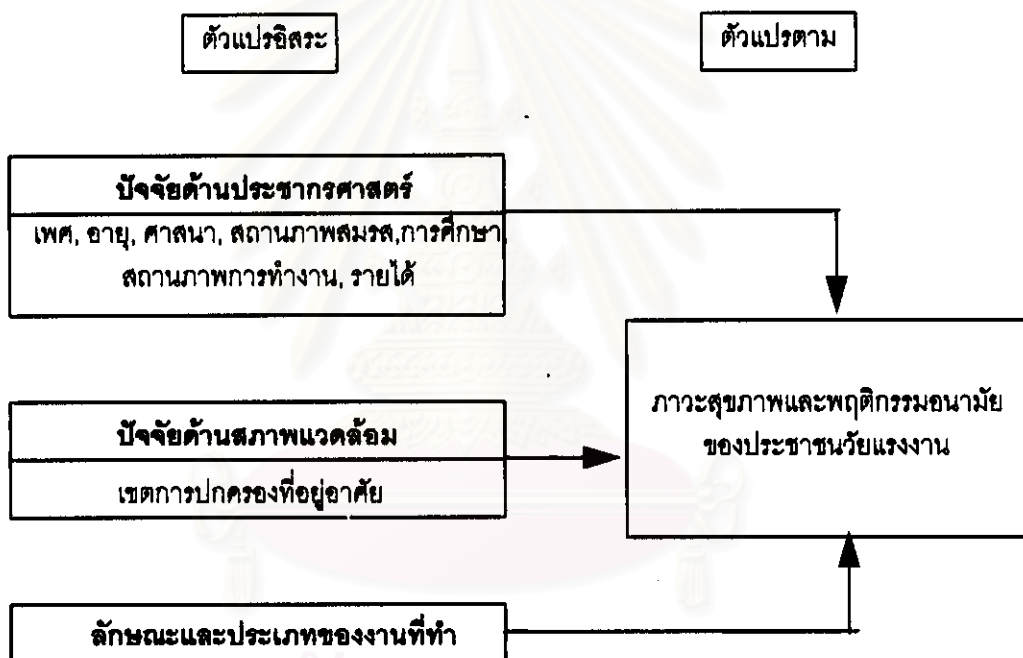 ตัวแปรอิสระ
ตัวแปรตาม
ปัจจัยด้านประชากรศาสตร์
เพศ, อายุ, ศาสนา, สถานภาพสมรส,การศึกษา,
สถานภาพการทำงาน, รายได้
ภาวะสุขภาพและพฤติกรรมอนามัย
ของประชาชนวัยแรงงาน
ปัจจัยด้านสภาพแวดล้อม
เขตการปกครองที่อยู่อาศัย
ลักษณะและประเภทของงานที่ทำ